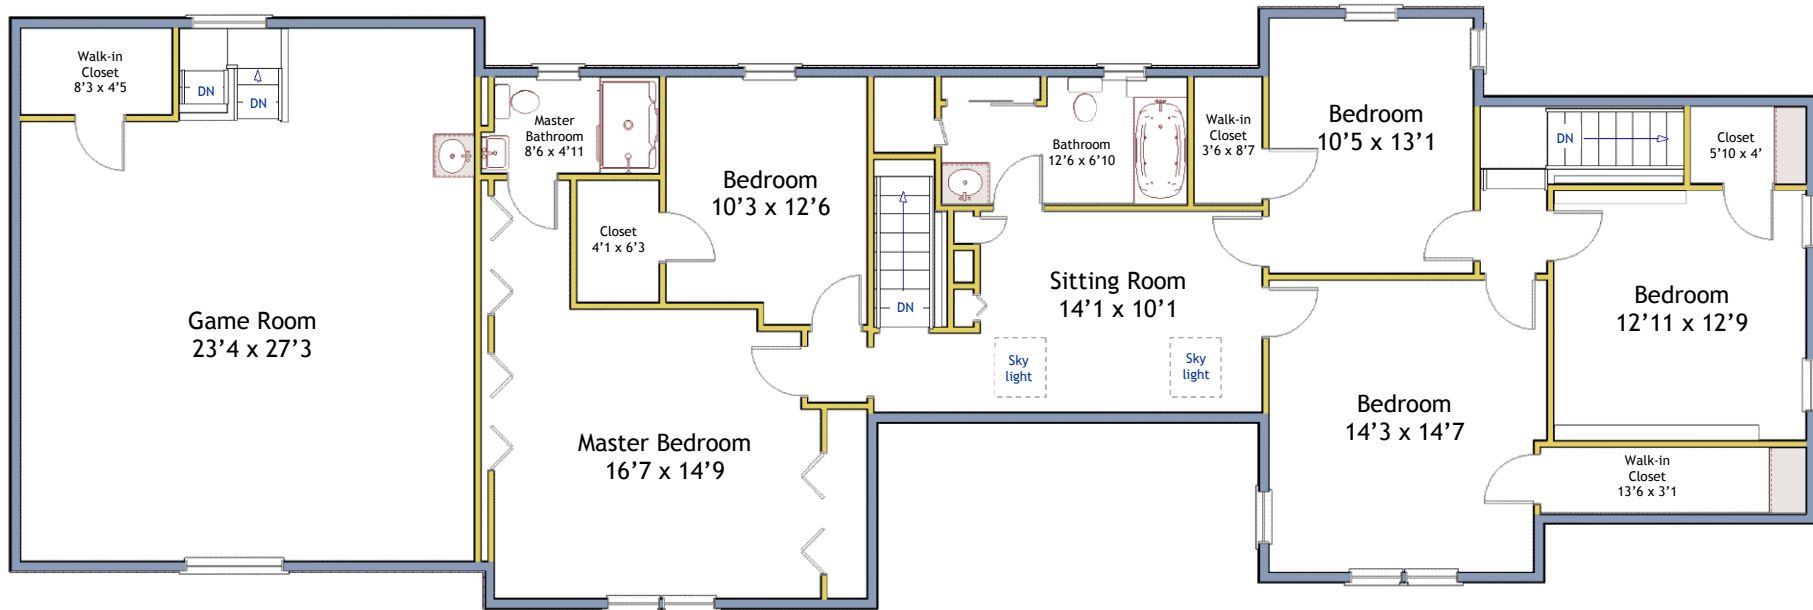 Walk-in
Closet
8'3 x 4'5
DN
DN
Game Room
23'4 x 27'3
Master
Bathroom
8'6 x 4'11
Closet
4'1 x 6'3
Bedroom
10'3 x 12'6
Master Bedroom
16'7 x 14'9
DN
Bathroom
12'6 x 6'10
Walk-in
Closet
3'6 x 8'7
Sitting Room
14'1 x 10'1
Sky
light
Sky
light
Bedroom
10'5 x 13'1
DN
Closet
5'10 x 4'
Bedroom
12'11 x 12'9
Bedroom
14'3 x 14'7
Walk-in
Closet
13'6 x 3'1